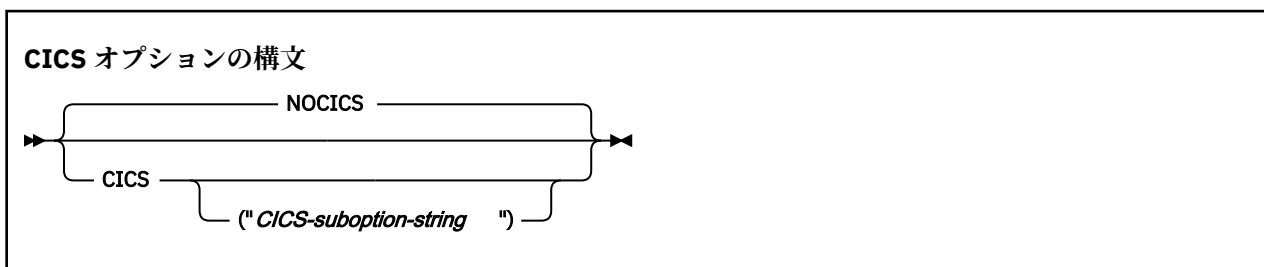 CICS オプションの構文
NOCICS
CICS
(" CICS-suboption-string ")